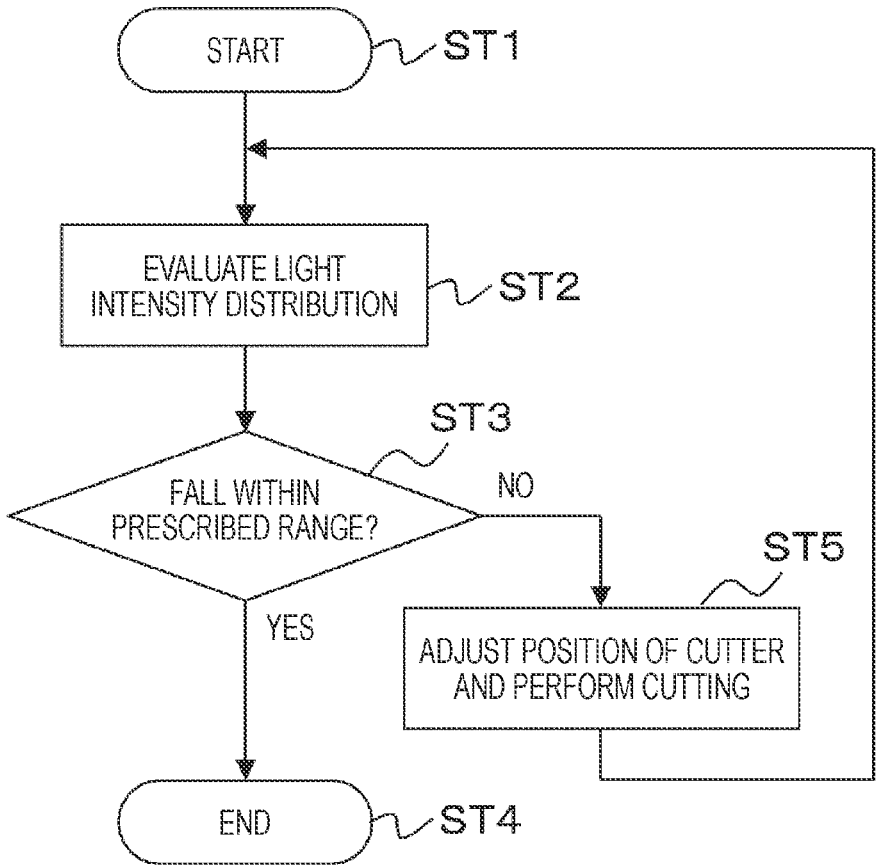 START
ST1
EVALUATE LIGHT
INTENSITY DISTRIBUTION
ST2
ST3
FALL WITHIN
PRESCRIBED RANGE?
NO
YES
ST5
ADJUST POSITION OF CUTTER
AND PERFORM CUTTING
END
ST4